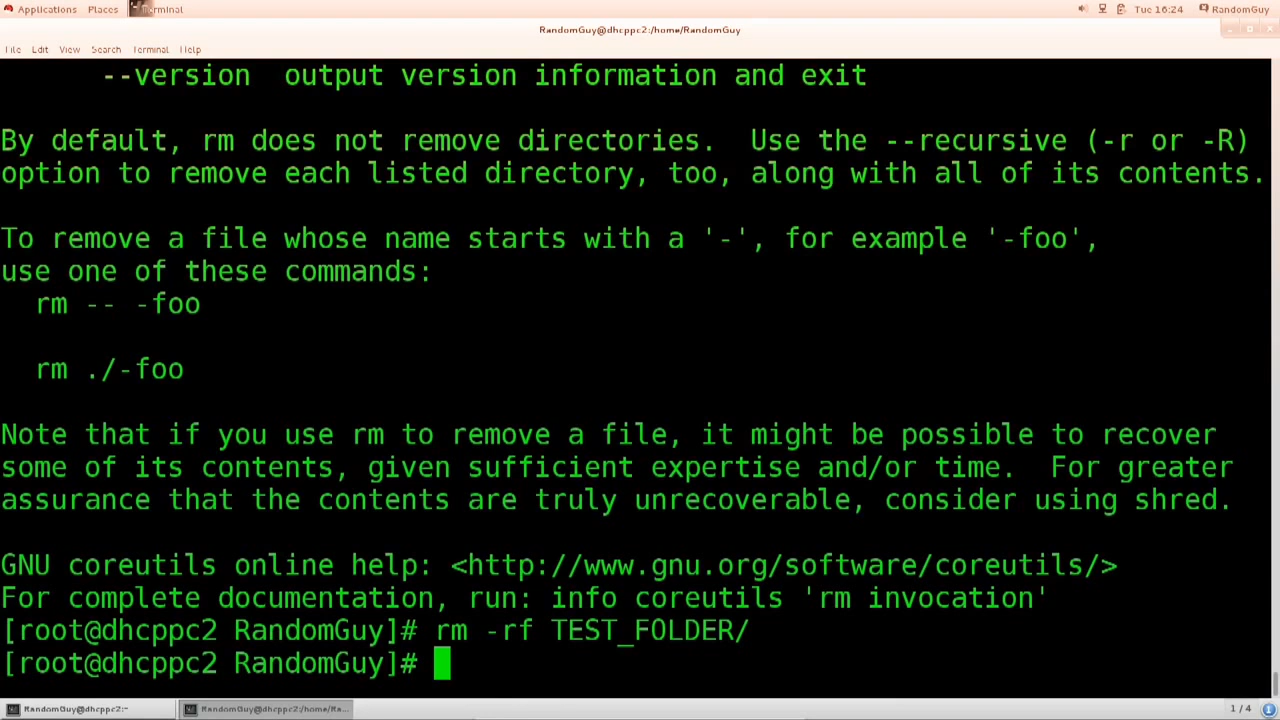 Applications Places Terminal Tue 16:24 RandomGuy
RandomGuy@dhcppc2:/home/RandomGuy
File Edit View Search Terminal Help
--version  output version information and exit
By default, rm does not remove directories.  Use the --recursive (-r or -R)
option to remove each listed directory, too, along with all of its contents.
To remove a file whose name starts with a '-', for example '-foo',
use one of these commands:
rm -- -foo
rm ./-foo
Note that if you use rm to remove a file, it might be possible to recover
some of its contents, given sufficient expertise and/or time.  For greater
assurance that the contents are truly unrecoverable, consider using shred.
GNU coreutils online help: <http://www.gnu.org/software/coreutils/>
For complete documentation, run: info coreutils 'rm invocation'
[root@dhcppc2 RandomGuy]# rm -rf TEST_FOLDER/
[root@dhcppc2 RandomGuy]#
RandomGuy@dhcppc2:~ RandomGuy@dhcppc2:/home/Ra... 1 / 4